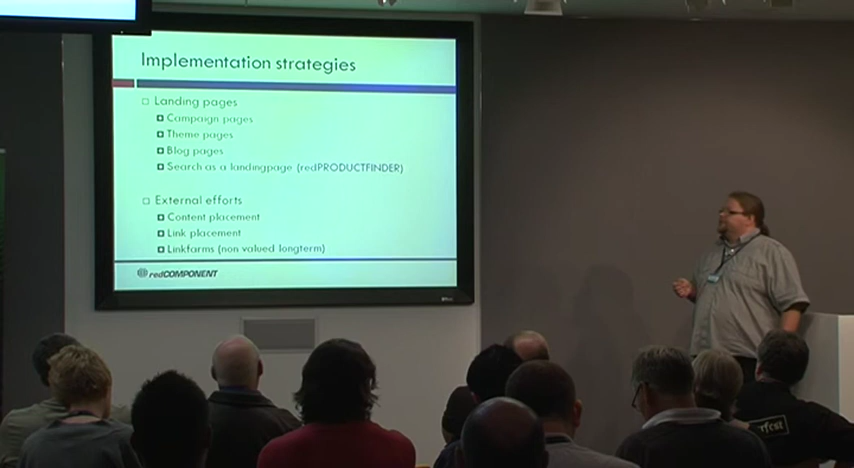 Implementation strategies
Landing pages
Campaign pages
Theme pages
Blog pages
Search as a landingpage (redPRODUCTFINDER)
External efforts
Content placement
Link placement
Linkfarms (non valued longterm)
redCOMPONENT